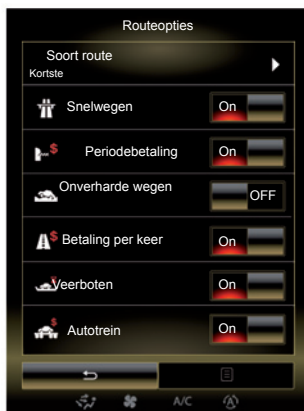 Routeopties
Soort route
Kortste
Snelwegen On
$ Periodebetaling On
Onverharde wegen OFF
$ Betaling per keer On
Veerboten On
$ Autotrein On
A/C